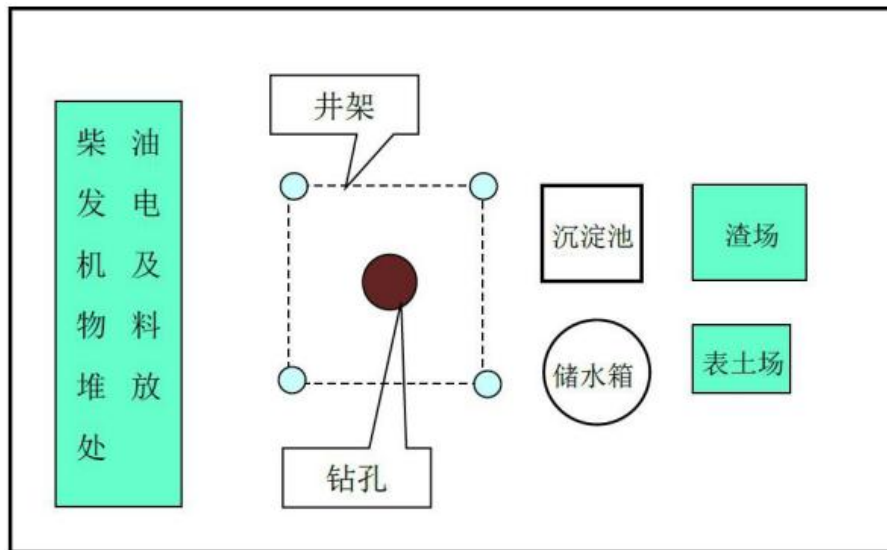 井架
柴油
发电
机及
物料
堆放
处
沉淀池
渣场
储水箱
表土场
钻孔